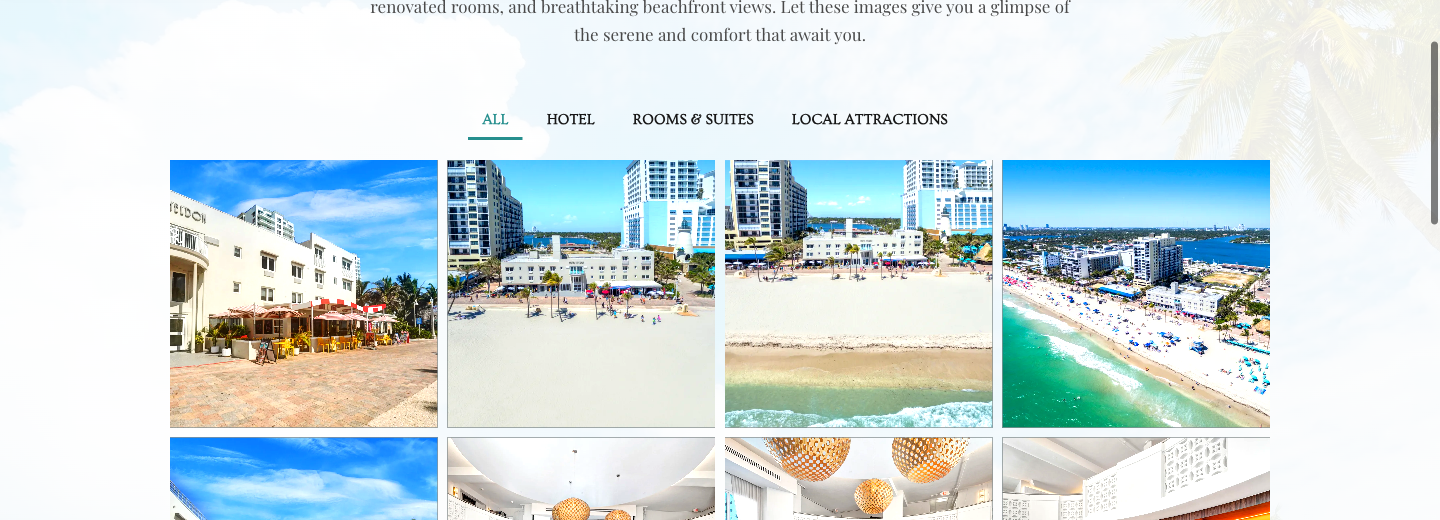 renovated rooms, and breathtaking beachfront views. Let these images give you a glimpse of
the serene and comfort that await you.
ALL HOTEL ROOMS & SUITES LOCAL ATTRACTIONS